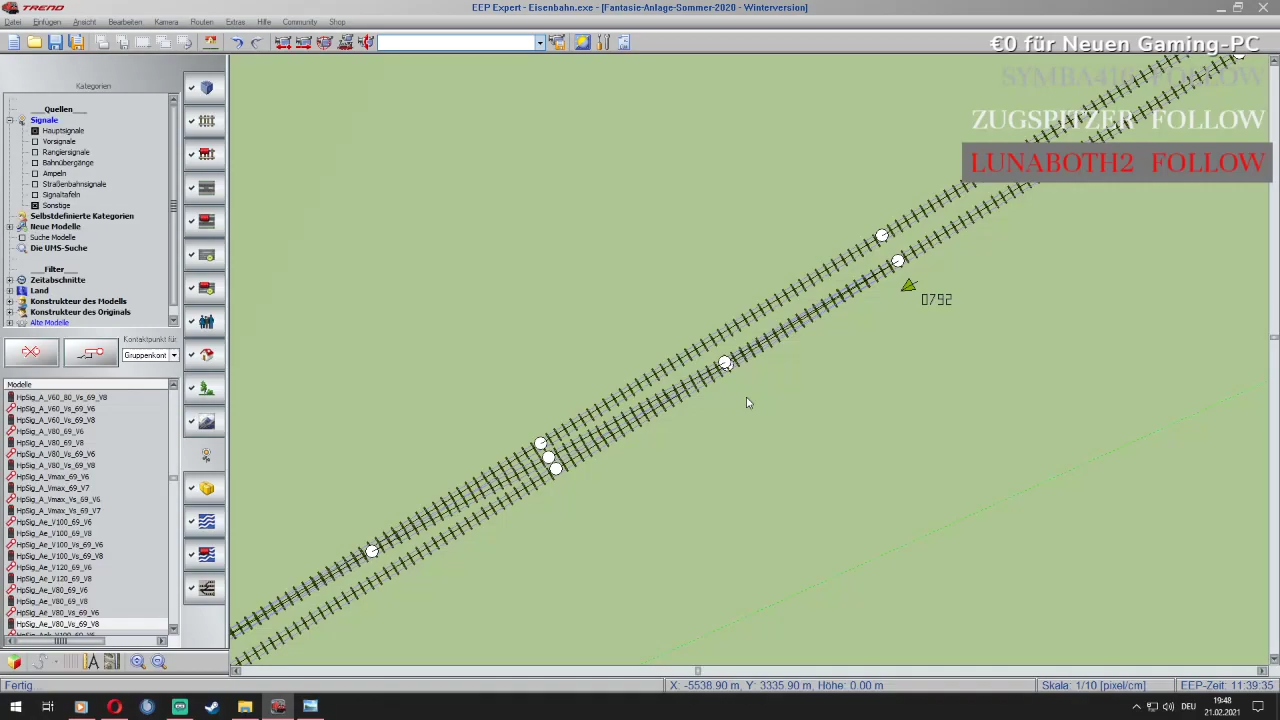 TREND
EEP Expert - Eisenbahn.exe - [Fantasie-Anlage-Sommer-2020 - Winterversion]
Datei Einfügen Ansicht Bearbeiten Kamera Routen Extras Hilfe Community Shop
€0 für Neuen Gaming-PC
FOLLOW
ZUGSPITZER FOLLOW
LUNABOTH2 FOLLOW
Kategorien
___Quellen___
Signale
Hauptsignale
Vorsignale
Rangiersignale
Bahnübergänge
Ampeln
Straßenbahnsignale
Signaltafeln
Sonstige
Selbstdefinierte Kategorien
Neue Modelle
Suche Modelle
Die UMS-Suche
___Filter___
Zeitabschnitte
Land
Konstrukteur des Modells
Konstrukteur des Originals
Alte Modelle
Kontaktpunkt für
Gruppenkont
0792
Modelle
HpSig_A_V60_80_Vs_69_V8
HpSig_A_V60_Vs_69_V6
HpSig_A_V60_Vs_69_V8
HpSig_A_V80_69_V6
HpSig_A_V80_69_V8
HpSig_A_V80_Vs_69_V6
HpSig_A_V80_Vs_69_V8
HpSig_A_Vmax_69_V6
HpSig_A_Vmax_69_V7
HpSig_A_Vmax_Vs_69_V6
HpSig_A_Vmax_Vs_69_V7
HpSig_Ae_V100_69_V6
HpSig_Ae_V100_69_V8
HpSig_Ae_V100_Vs_69_V6
HpSig_Ae_V100_Vs_69_V8
HpSig_Ae_V120_69_V6
HpSig_Ae_V120_69_V8
HpSig_Ae_V80_69_V6
HpSig_Ae_V80_69_V8
HpSig_Ae_V80_Vs_69_V6
HpSig_Ae_V80_Vs_69_V8
Fertig
X: -5538.90 m, Y: 3335.90 m, Höhe: 0.00 m
Skala: 1/10 [pixel/cm]
EEP-Zeit: 11:39:35
DEU
19:48
21.02.2021